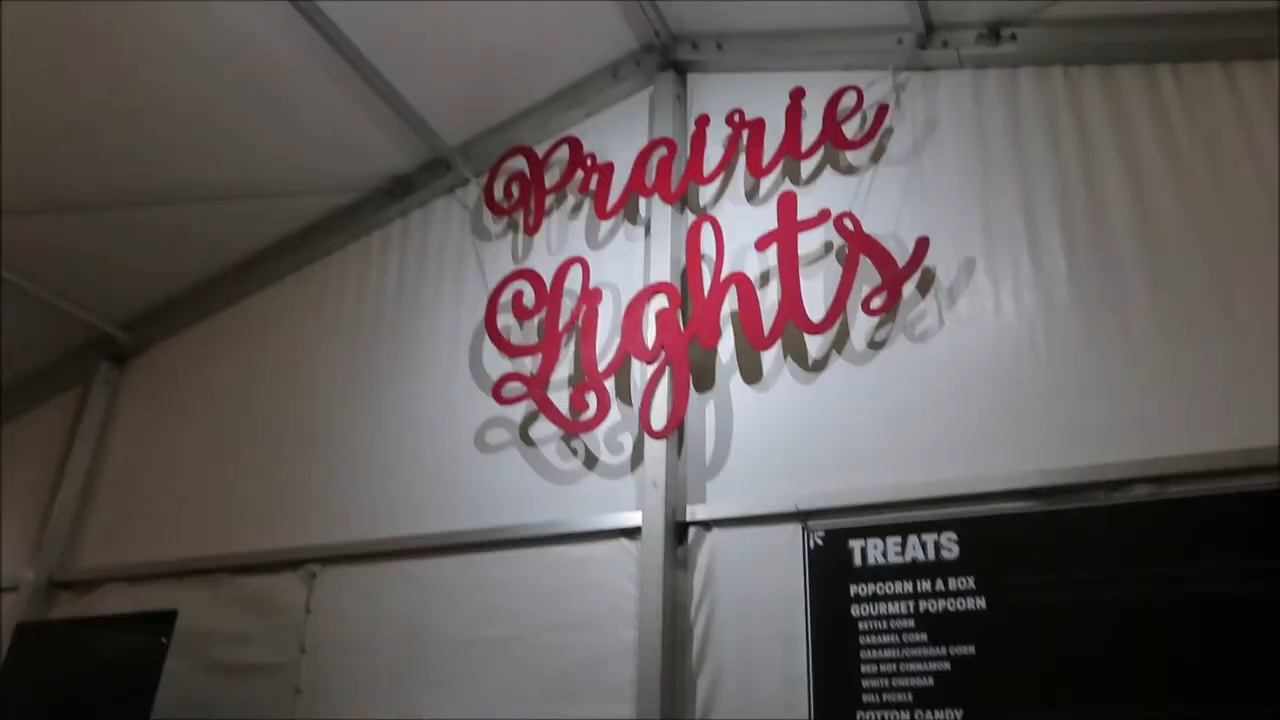 Prairie
Lights
TREATS
POPCORN IN A BOX
GOURMET POPCORN
KETTLE CORN
CARAMEL CORN
CARAMEL/CHEDDAR CORN
RED HOT CINNAMON
WHITE CHEDDAR
DILL PICKLE
COTTON CANDY